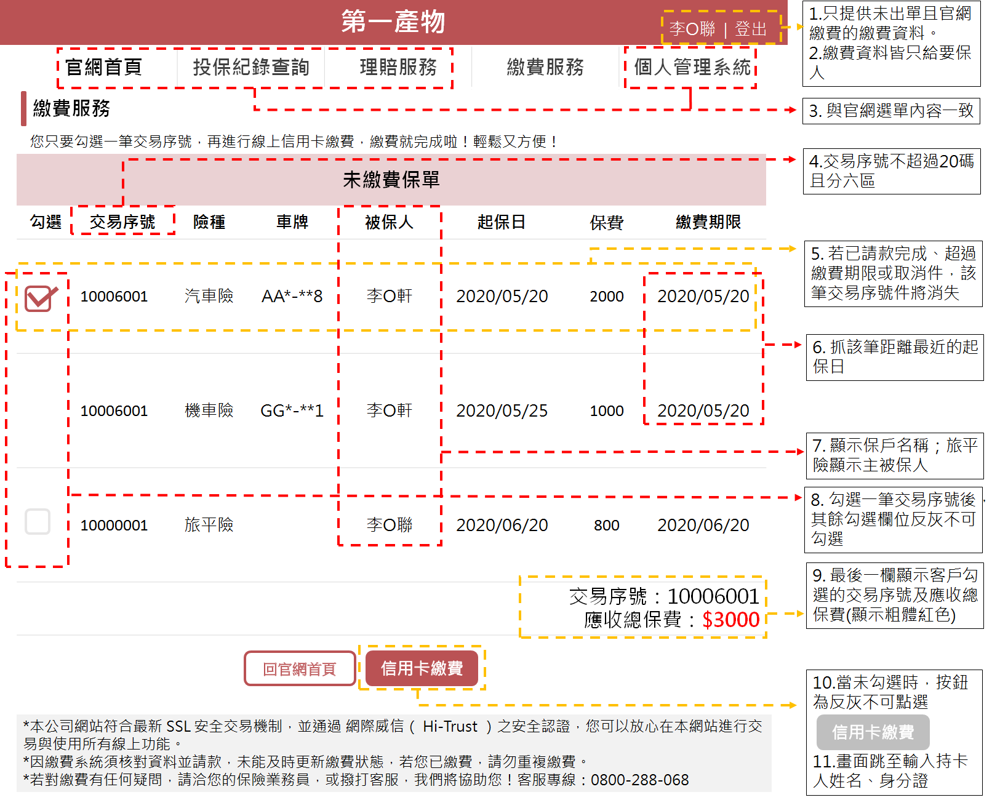 第一產物
李O聯 | 登出
官網首頁 投保紀錄查詢 理賠服務 繳費服務 個人管理系統
繳費服務
您只要勾選一筆交易序號，再進行線上信用卡繳費，繳費就完成啦！輕鬆又方便！
未繳費保單
勾選 交易序號 險種 車牌 被保人 起保日 保費 繳費期限
10006001 汽車險 AA*-**8 李O軒 2020/05/20 2000 2020/05/20
10006001 機車險 GG*-**1 李O軒 2020/05/25 1000 2020/05/20
10000001 旅平險 李O聯 2020/06/20 800 2020/06/20
交易序號：10006001
應收總保費：$3000
回官網首頁 信用卡繳費
*本公司網站符合最新 SSL 安全交易機制，並通過 網際威信（ Hi-Trust ）之安全認證，您可以放心在本網站進行交
易與使用所有線上功能。
*因繳費系統須核對資料並請款，未能及時更新繳費狀態，若您已繳費，請勿重複繳費。
*若對繳費有任何疑問，請洽您的保險業務員，或撥打客服，我們將協助您！客服專線：0800-288-068
1.只提供未出單且官網
繳費的繳費資料。
2.繳費資料皆只給要保
人
3. 與官網選單內容一致
4.交易序號不超過20碼
且分六區
5. 若已請款完成、超過
繳費期限或取消件，該
筆交易序號件將消失
6. 抓該筆距離最近的起
保日
7. 顯示保戶名稱；旅平
險顯示主被保人
8. 勾選一筆交易序號後，
其餘勾選欄位反灰不可
勾選
9. 最後一欄顯示客戶勾
選的交易序號及應收總
保費(顯示粗體紅色)
10.當未勾選時，按鈕
為反灰不可點選
信用卡繳費
11.畫面跳至輸入持卡
人姓名、身分證